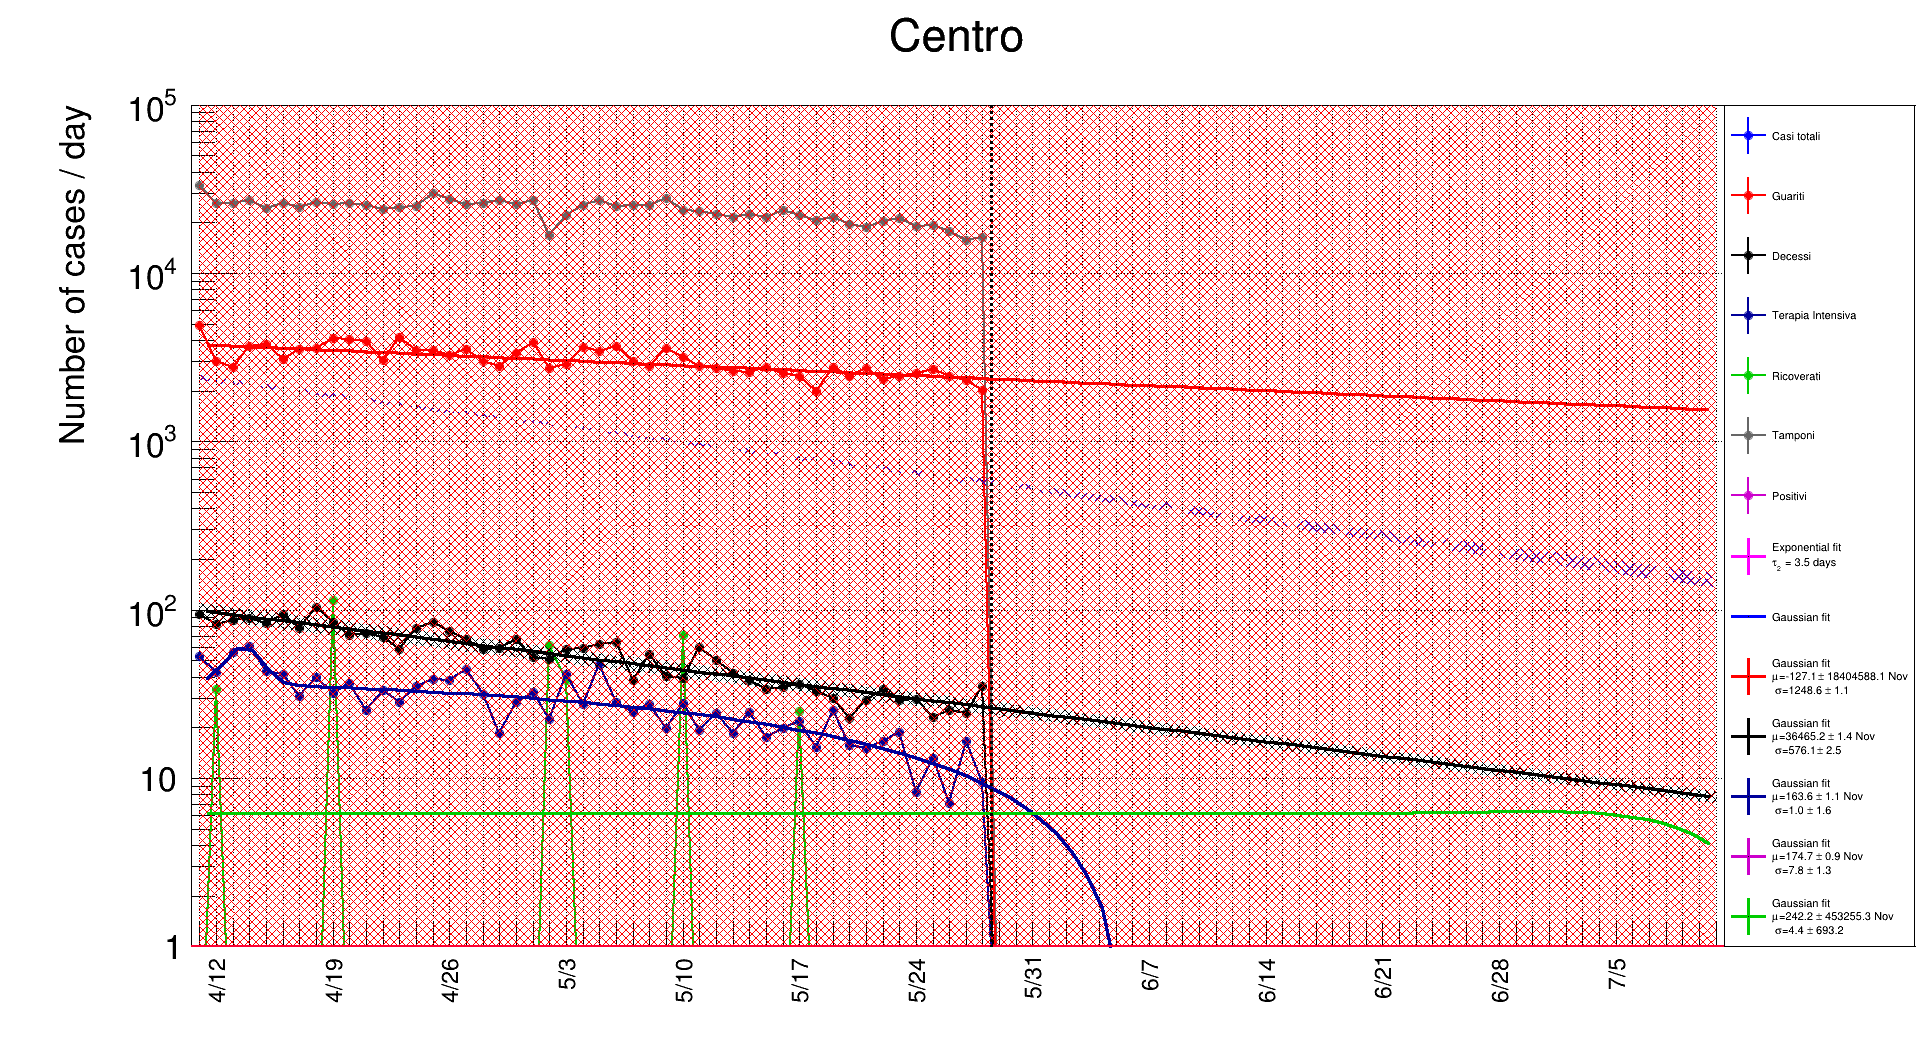 Centro
Number of cases / day
10^5
10^4
10^3
10^2
10
1
4/12
4/19
4/26
5/3
5/10
5/17
5/24
5/31
6/7
6/14
6/21
6/28
7/5
Casi totali
Guariti
Decessi
Terapia Intensiva
Ricoverati
Tamponi
Positivi
Exponential fit
τ_2 = 3.5 days
Gaussian fit
Gaussian fit
μ=-127.1 ± 18404588.1 Nov
σ=1248.6 ± 1.1
Gaussian fit
μ=36465.2 ± 1.4 Nov
σ=576.1 ± 2.5
Gaussian fit
μ=163.6 ± 1.1 Nov
σ=1.0 ± 1.6
Gaussian fit
μ=174.7 ± 0.9 Nov
σ=7.8 ± 1.3
Gaussian fit
μ=242.2 ± 453255.3 Nov
σ=4.4 ± 693.2